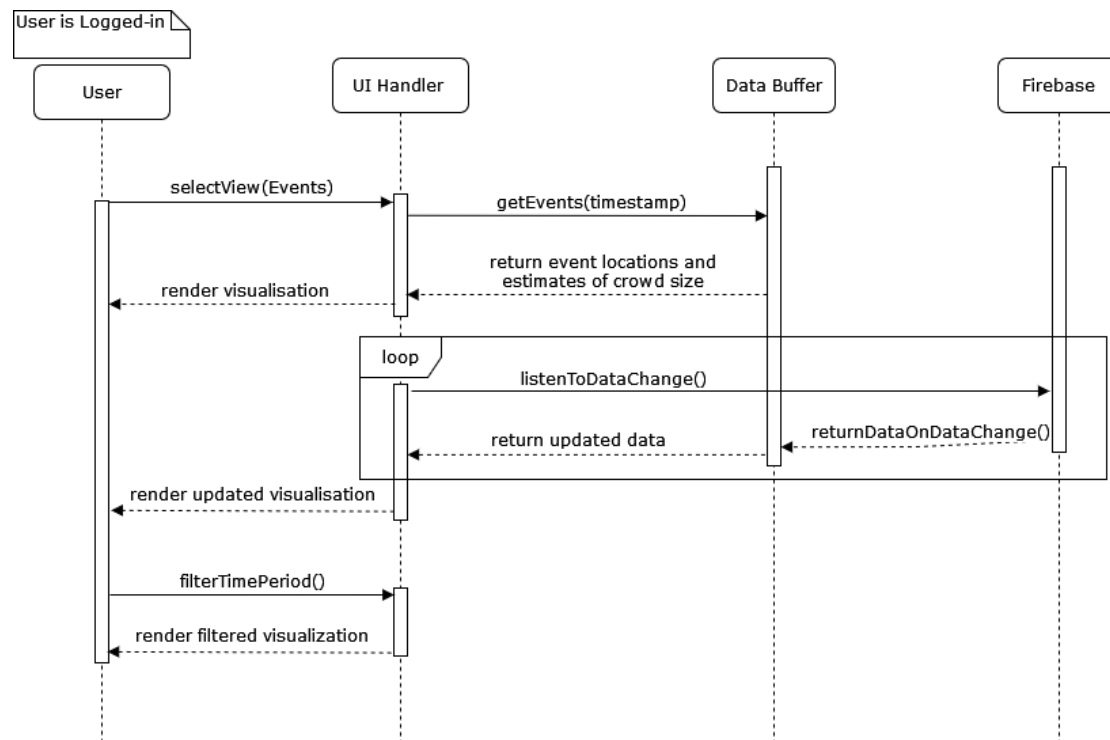 User is Logged-in
User
UI Handler
Data Buffer
Firebase
selectView(Events)
getEvents(timestamp)
return event locations and
estimates of crowd size
render visualisation
loop
listenToDataChange()
returnDataOnDataChange()
return updated data
render updated visualisation
filterTimePeriod()
render filtered visualization